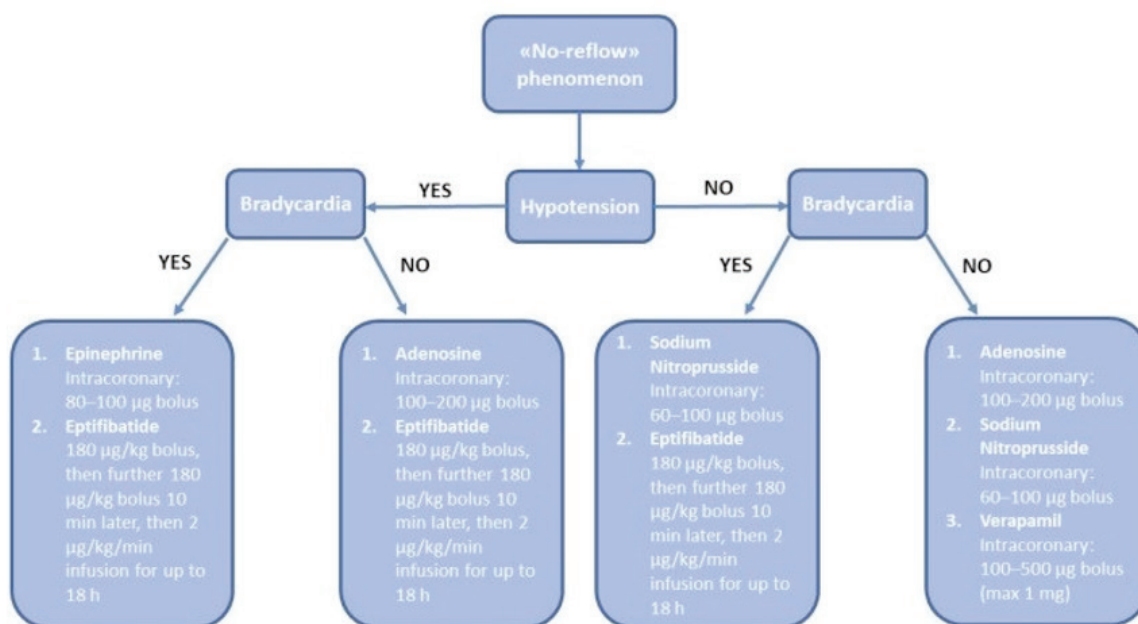 «No-reflow»
phenomenon
Bradycardia
YES
Hypotension
NO
Bradycardia
YES
NO
YES
NO
1. Epinephrine
Intracoronary:
80–100 µg bolus
2. Eptifibatide
180 µg/kg bolus,
then further 180
µg/kg bolus 10
min later, then 2
µg/kg/min
infusion for up to
18 h
1. Adenosine
Intracoronary:
100–200 µg bolus
2. Eptifibatide
180 µg/kg bolus,
then further 180
µg/kg bolus 10
min later, then 2
µg/kg/min
infusion for up to
18 h
1. Sodium
Nitroprusside
Intracoronary:
60–100 µg bolus
2. Eptifibatide
180 µg/kg bolus,
then further 180
µg/kg bolus 10
min later, then 2
µg/kg/min
infusion for up to
18 h
1. Adenosine
Intracoronary:
100–200 µg bolus
2. Sodium
Nitroprusside
Intracoronary:
60–100 µg bolus
3. Verapamil
Intracoronary:
100–500 µg bolus
(max 1 mg)